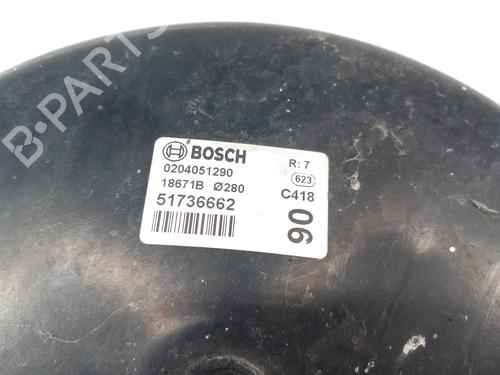 B-PARTS
BOSCH
0204051290
18671B Ø280
51736662
R: 7
623
C418
90